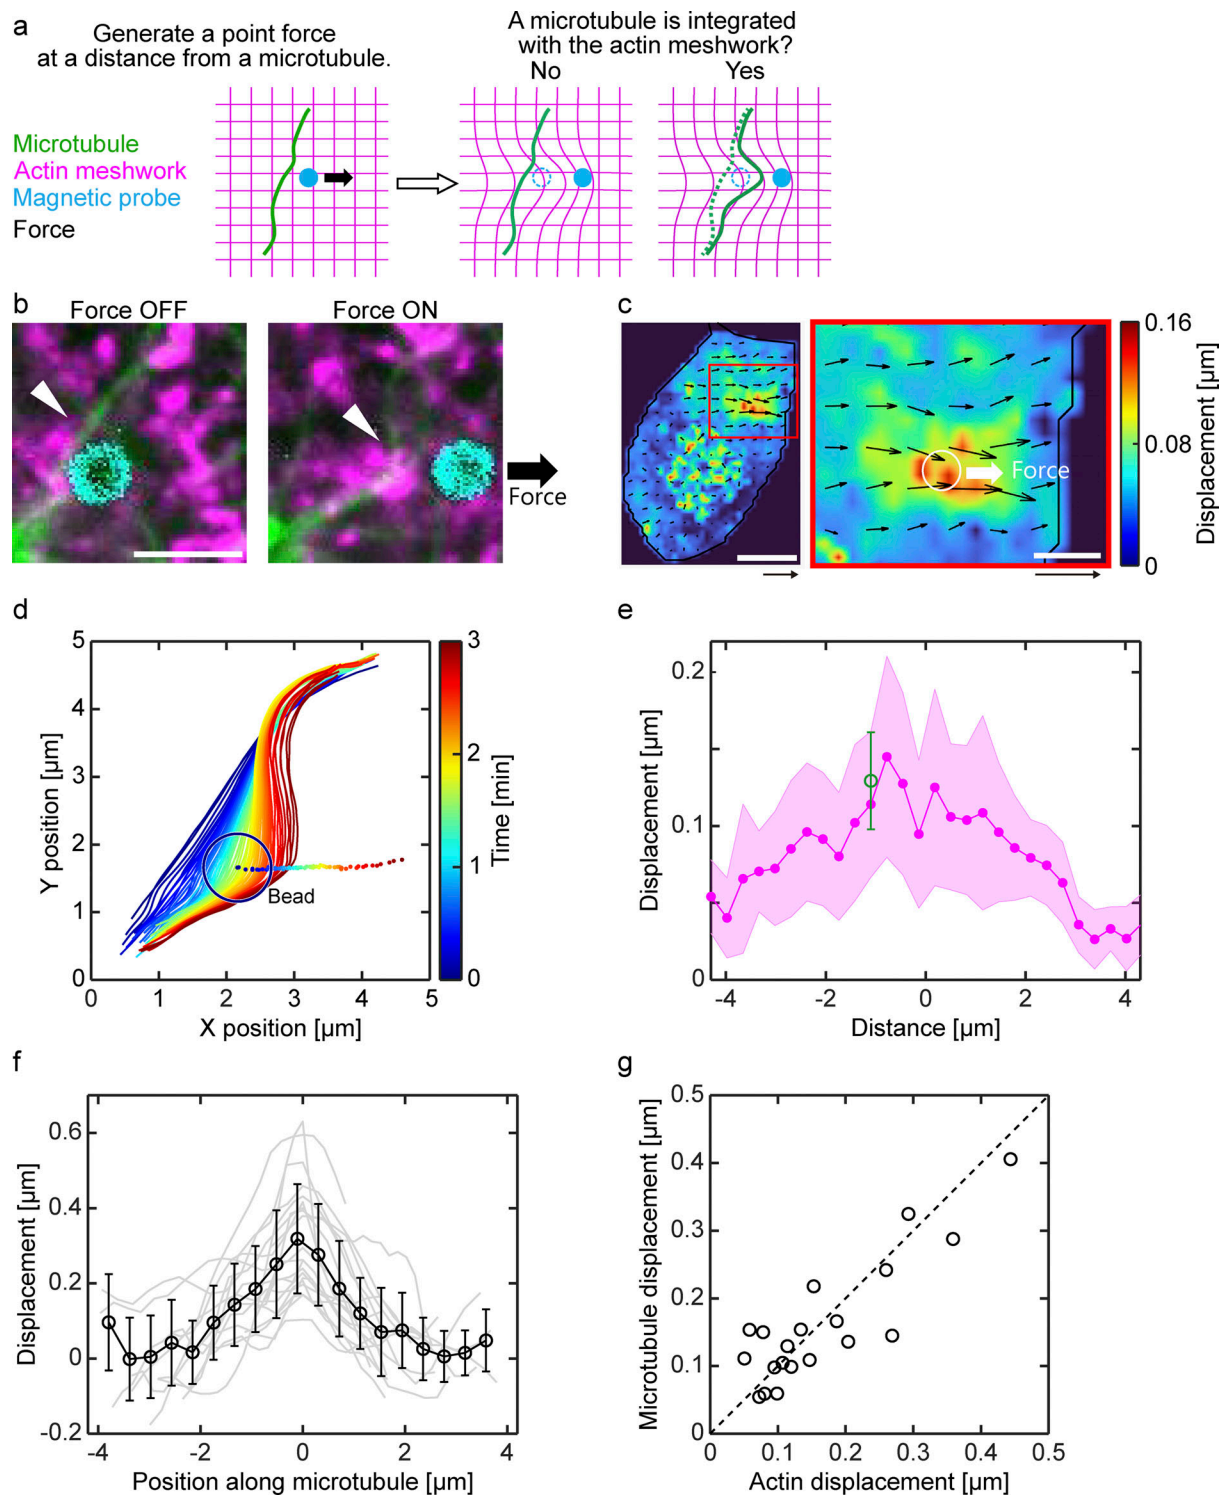 a
Generate a point force
at a distance from a microtubule.
A microtubule is integrated
with the actin meshwork?
No
Yes
Microtubule
Actin meshwork
Magnetic probe
Force
b
Force OFF
Force ON
Force
c
Force
0.16
0.08
0
Displacement [µm]
d
5
4
3
2
1
0
0
1
2
3
4
5
Y position [µm]
X position [µm]
Bead
3
2
1
0
Time [min]
e
0.2
0.1
0
-4
-2
0
2
4
Displacement [µm]
Distance [µm]
f
0.6
0.4
0.2
0
-0.2
-4
-2
0
2
4
Displacement [µm]
Position along microtubule [µm]
g
0.5
0.4
0.3
0.2
0.1
0
0
0.1
0.2
0.3
0.4
0.5
Microtubule displacement [µm]
Actin displacement [µm]